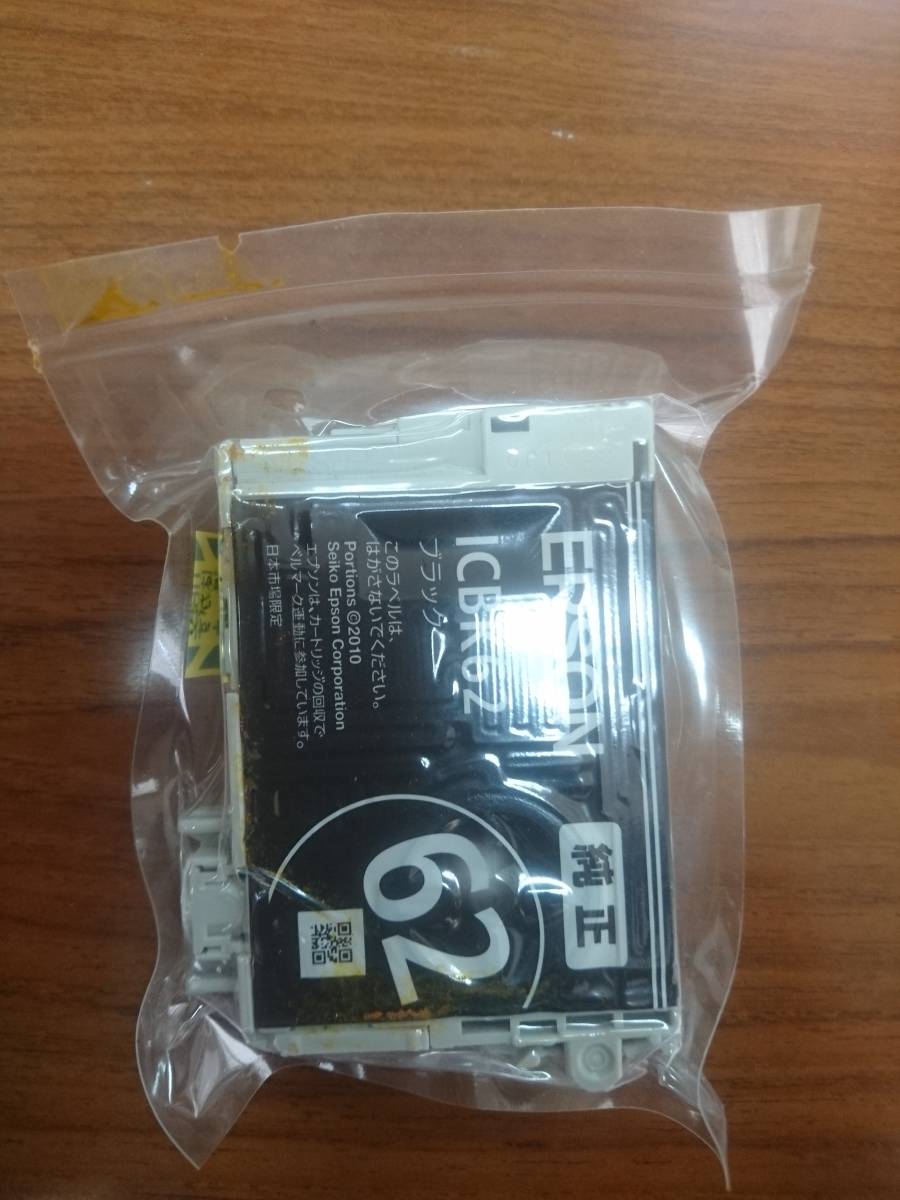 EPSON
純正
ICBK62
ブラック
62
このラベルは、
はがさないでください。
Portions ©2010
Seiko Epson Corporation
エプソンは、カートリッジの回収で
ベルマーク運動に参加しています。
日本市場限定